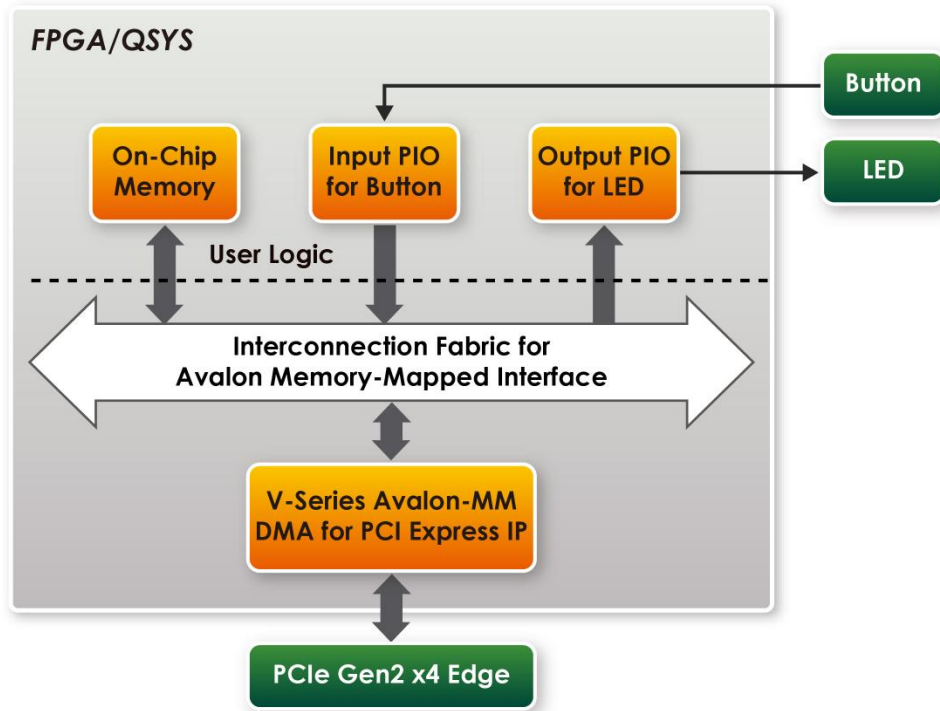 FPGA/QSYS
Button
On-Chip
Memory
Input PIO
for Button
Output PIO
for LED
LED
User Logic
Interconnection Fabric for
Avalon Memory-Mapped Interface
V-Series Avalon-MM
DMA for PCI Express IP
PCIe Gen2 x4 Edge